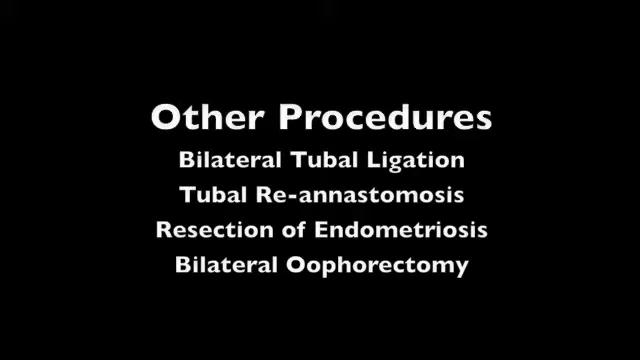 Other Procedures
Bilateral Tubal Ligation
Tubal Re-annastomosis
Resection of Endometriosis
Bilateral Oophorectomy